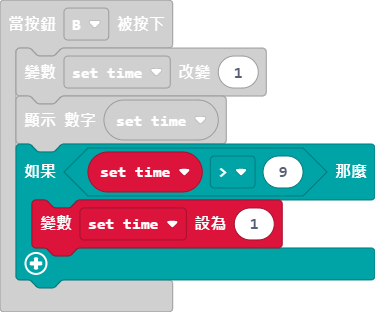 當按鈕 B 被按下
變數 set time 改變 1
顯示 數字 set time
如果 set time > 9 那麼
變數 set time 設為 1